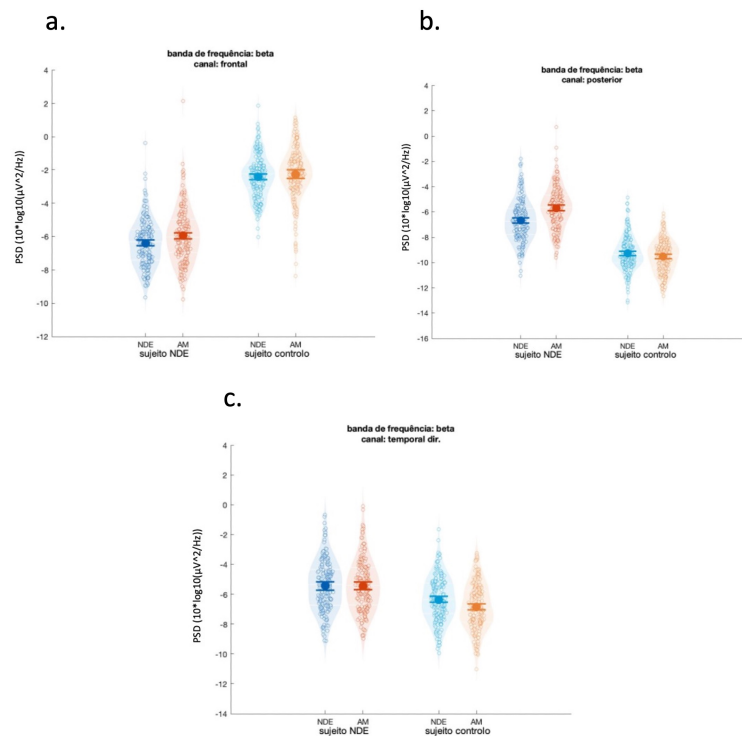 a.
banda de frequência: beta
canal: frontal
PSD (10*log10(µV^2/Hz))
4
2
0
-2
-4
-6
-8
-10
-12
NDE AM NDE AM
sujeito NDE sujeito controlo
b.
banda de frequência: beta
canal: posterior
PSD (10*log10(µV^2/Hz))
4
2
0
-2
-4
-6
-8
-10
-12
-14
-16
NDE AM NDE AM
sujeito NDE sujeito controlo
c.
banda de frequência: beta
canal: temporal dir.
PSD (10*log10(µV^2/Hz))
4
2
0
-2
-4
-6
-8
-10
-12
-14
NDE AM NDE AM
sujeito NDE sujeito controlo